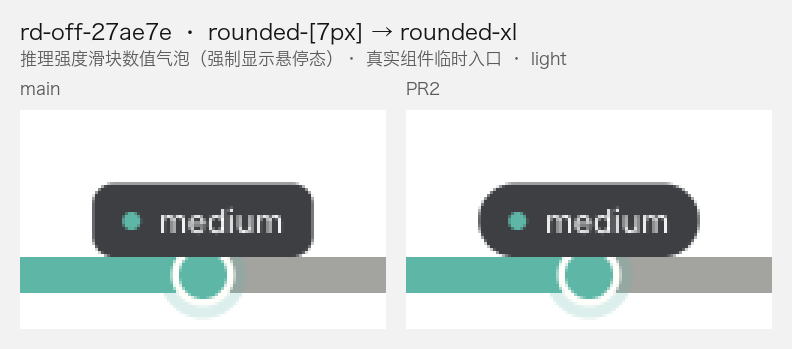 rd-off-27ae7e · rounded-[7px] → rounded-xl
推理强度滑块数值气泡（强制显示悬停态） · 真实组件临时入口 · light
main
PR2
medium
medium